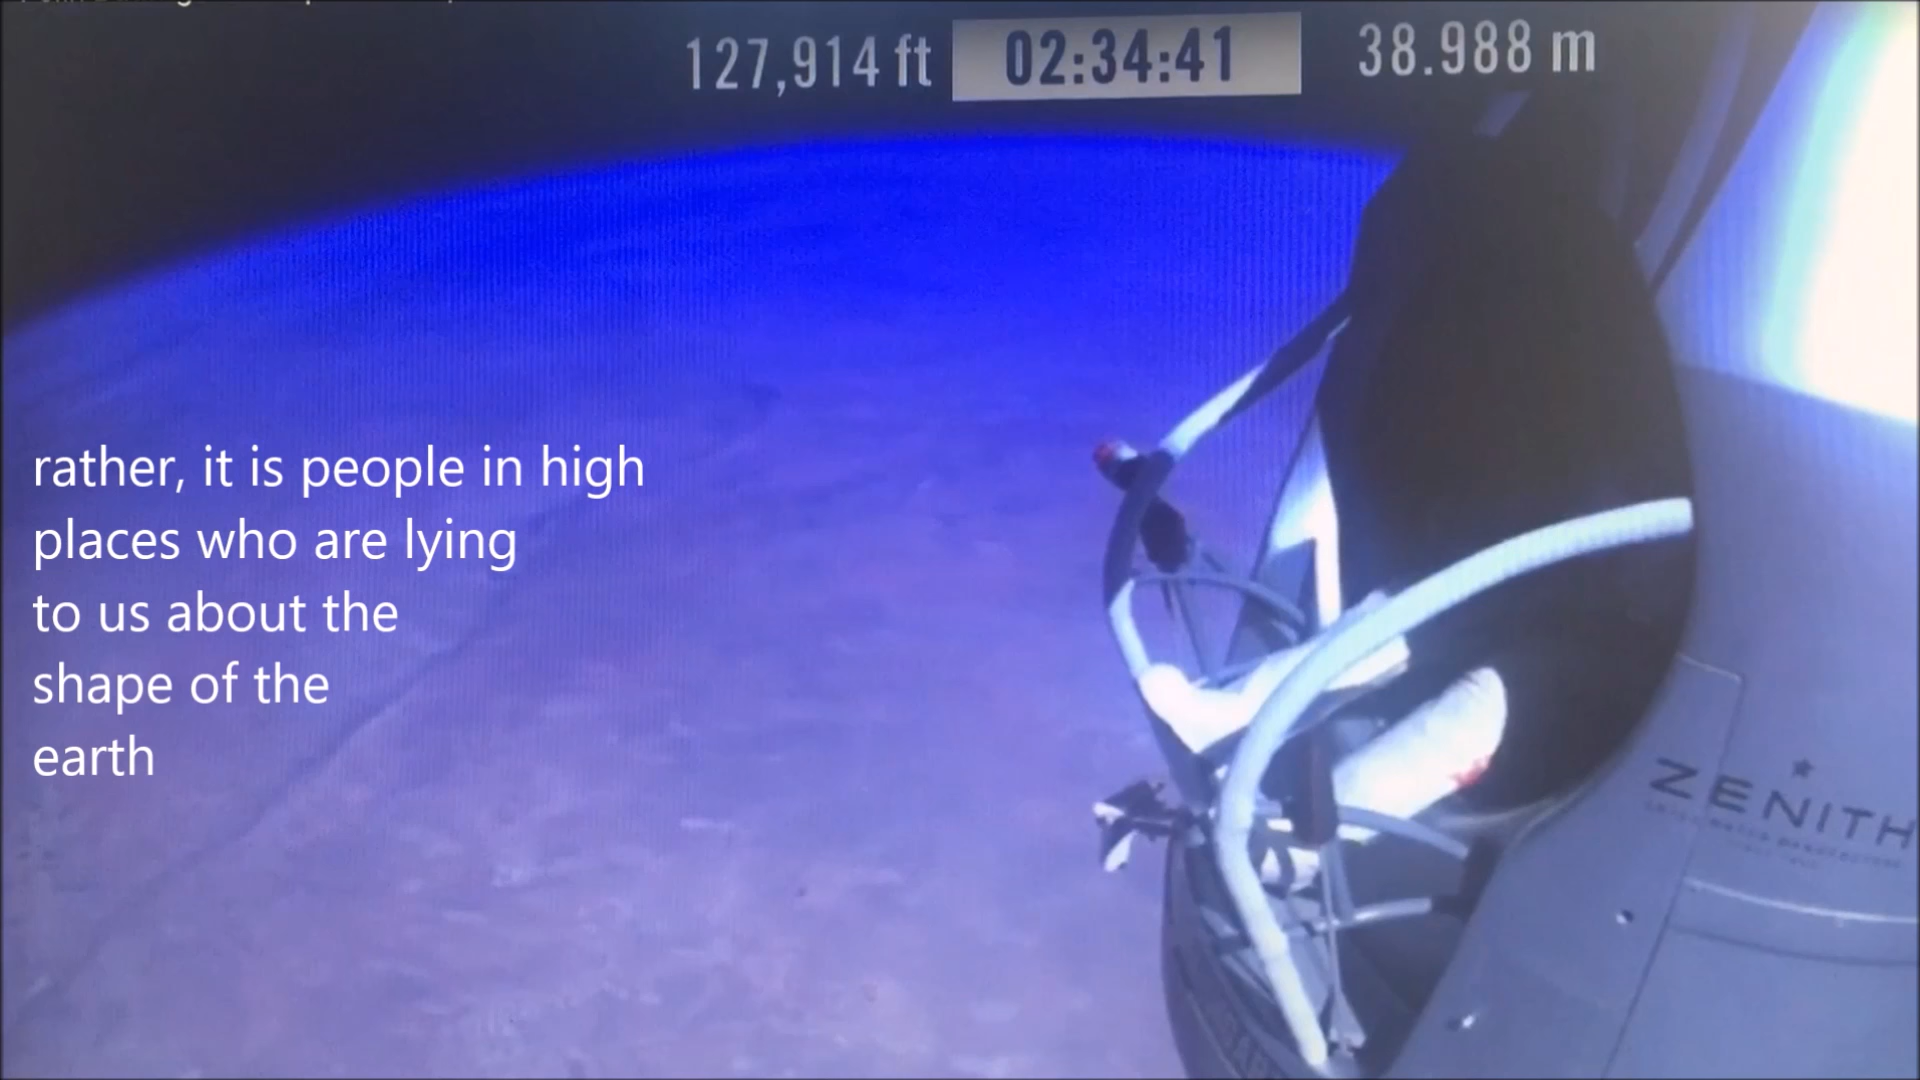 127,914 ft 02:34:41 38.988 m
rather, it is people in high
places who are lying
to us about the
shape of the
earth
ZENITH